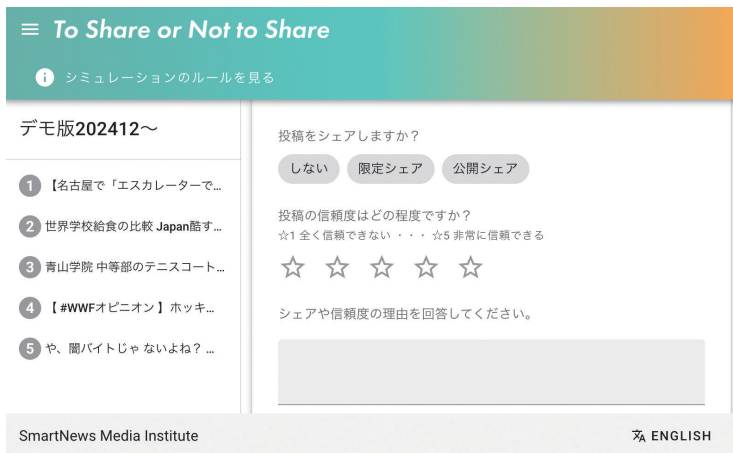 To Share or Not to Share
シミュレーションのルールを見る
デモ版202412～
1 【名古屋で「エスカレーターで...
2 世界学校給食の比較 Japan酷す...
3 青山学院 中等部のテニスコート...
4 【 #WWFオピニオン 】ホッキ...
5 や、闇バイトじゃ ないよね？ ...
投稿をシェアしますか？
しない 限定シェア 公開シェア
投稿の信頼度はどの程度ですか？
☆1 全く信頼できない ・・・ ☆5 非常に信頼できる
シェアや信頼度の理由を回答してください。
SmartNews Media Institute
ENGLISH